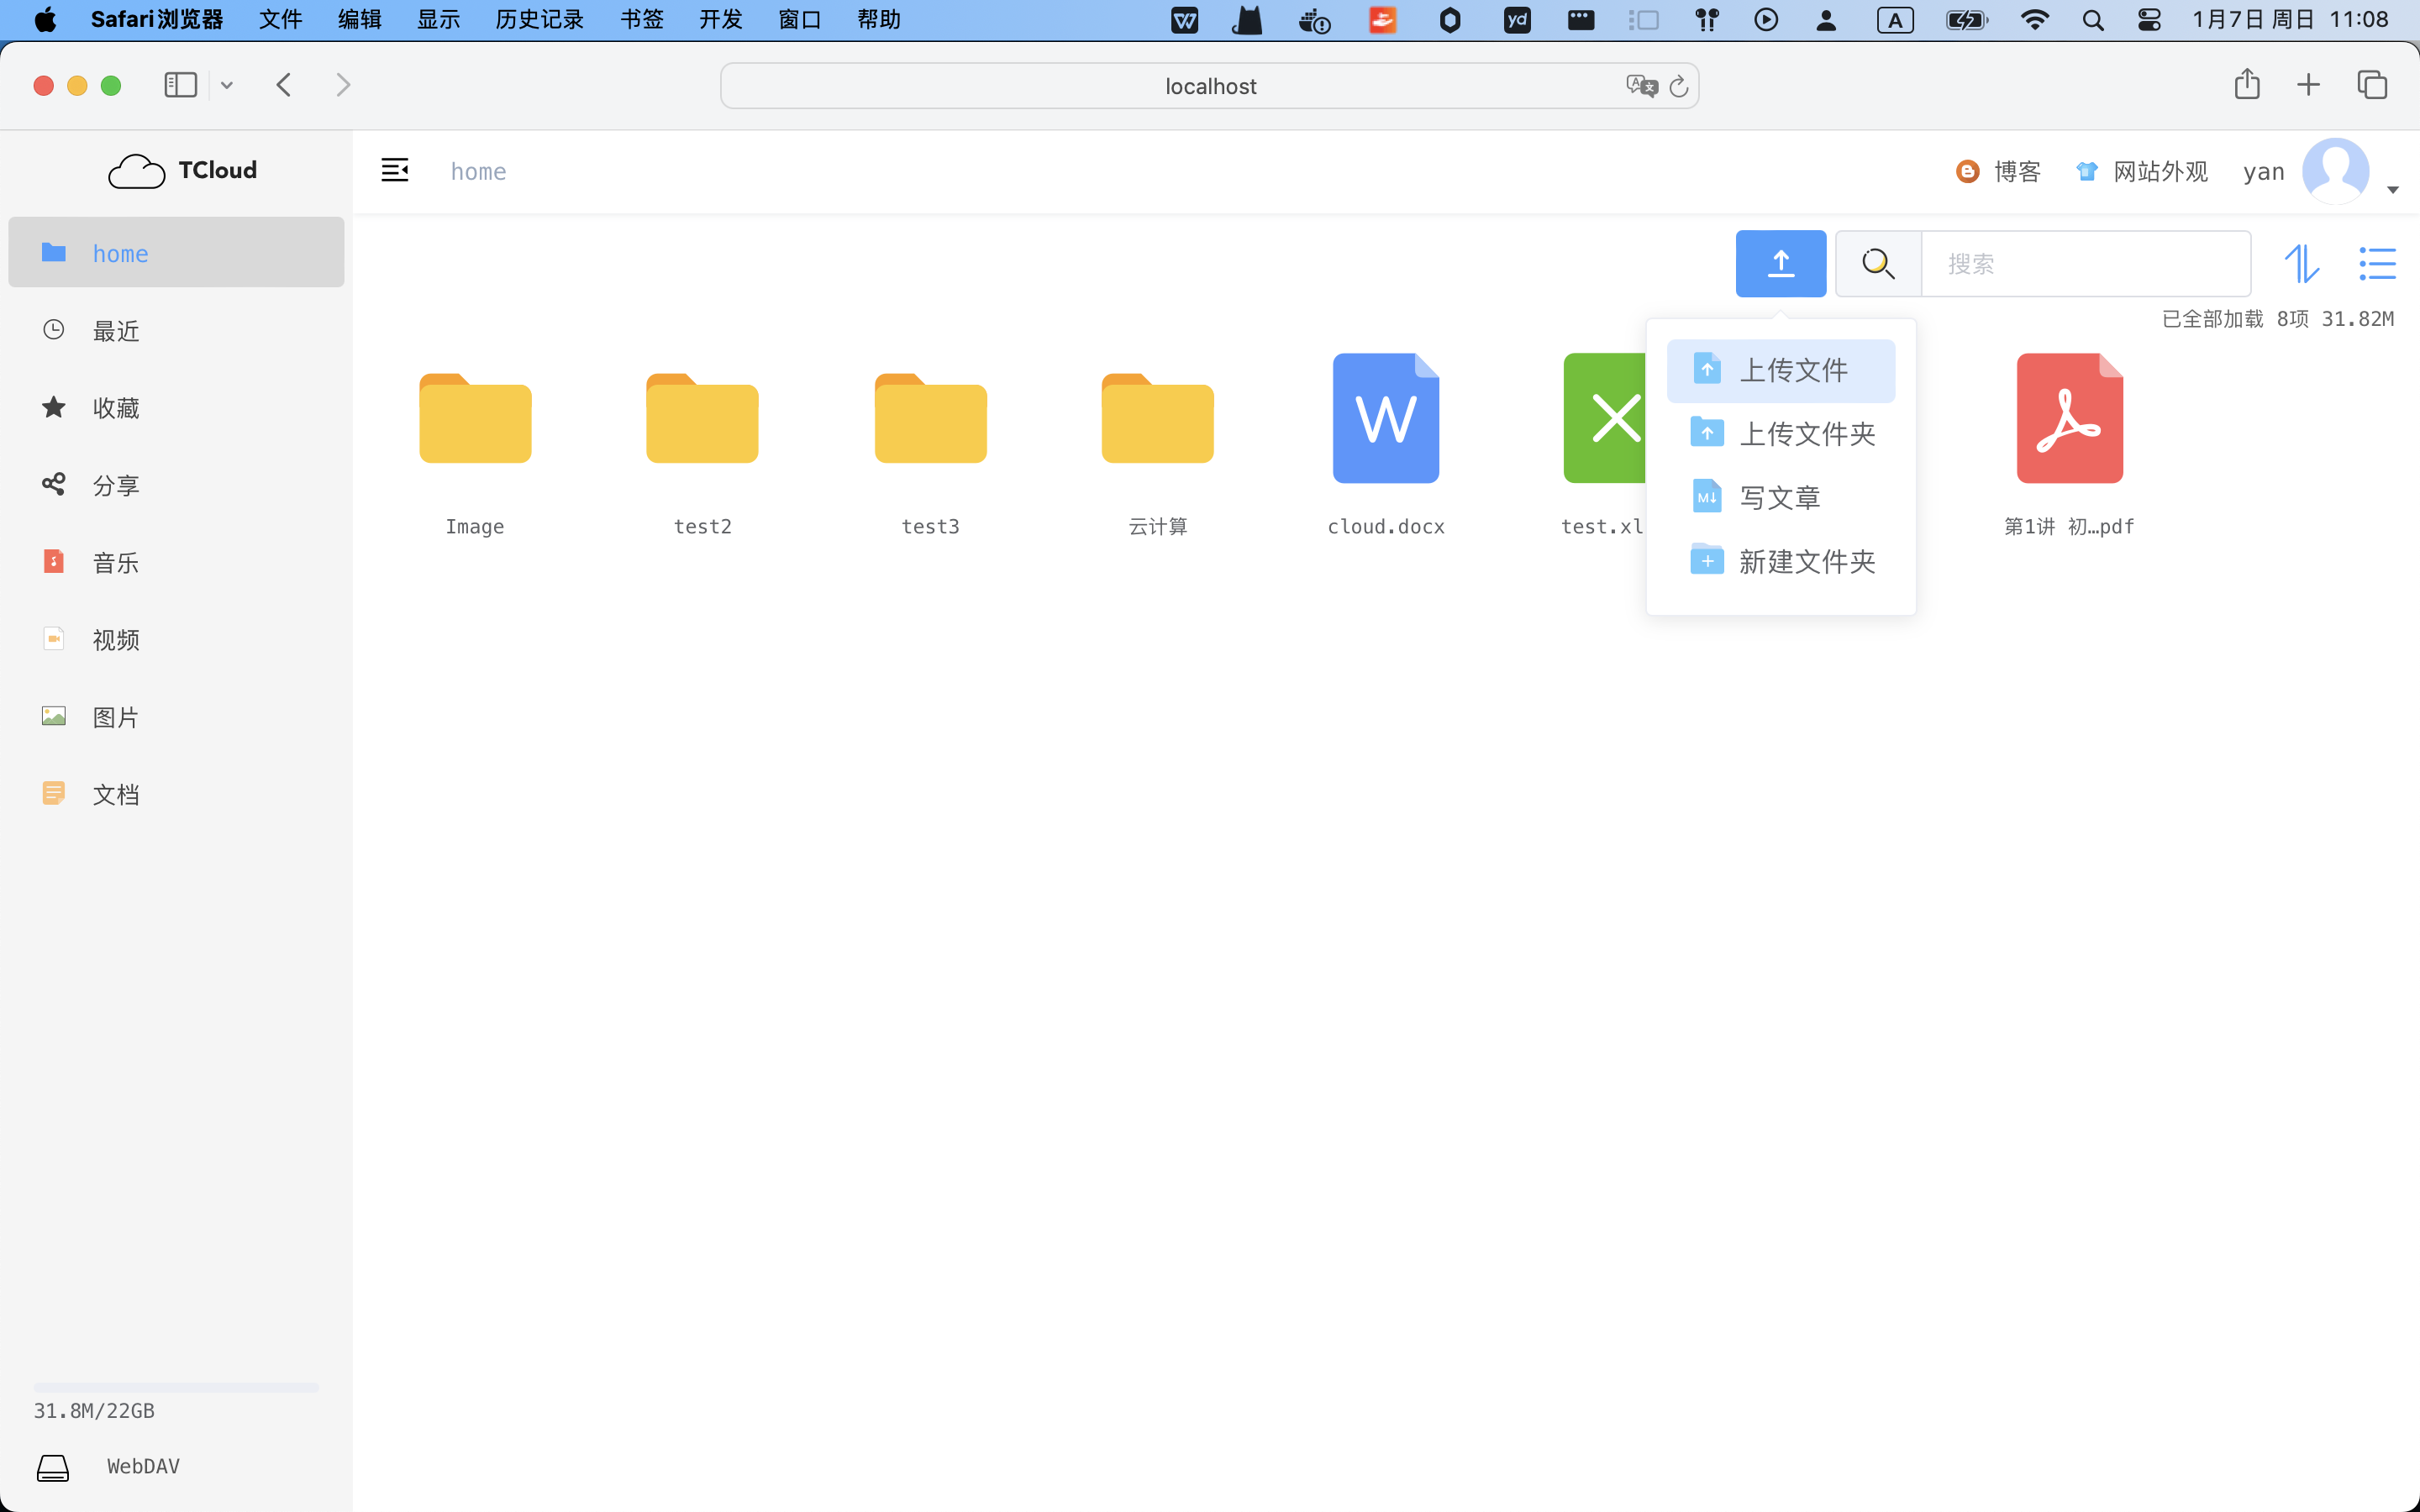 Safari浏览器 文件 编辑 显示 历史记录 书签 开发 窗口 帮助 yd A 1月7日 周日 11:08
localhost
TCloud
home 博客 网站外观 yan
home
最近
收藏
分享
音乐
视频
图片
文档
31.8M/22GB
WebDAV
搜索
已全部加载 8项 31.82M
上传文件
上传文件夹
写文章
新建文件夹
Image test2 test3 云计算 cloud.docx test.xl 第1讲 初...pdf